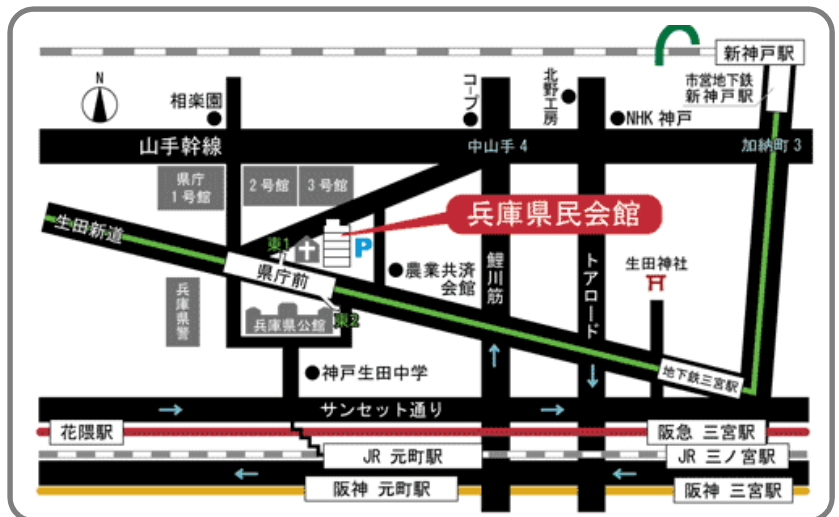 新神戸駅
N
相楽園
コープ
北野工房
NHK 神戸
市営地下鉄
新神戸駅
山手幹線
中山手 4
加納町 3
県庁
1 号館
2 号館
3 号館
兵庫県民会館
生田新道
東1
P
県庁前
農業共済
会館
鯉川筋
トアロード
生田神社
兵庫県警
兵庫県公館
東2
神戸生田中学
地下鉄三宮駅
サンセット通り
花隈駅
阪急 三宮駅
JR 元町駅
JR 三ノ宮駅
阪神 元町駅
阪神 三宮駅